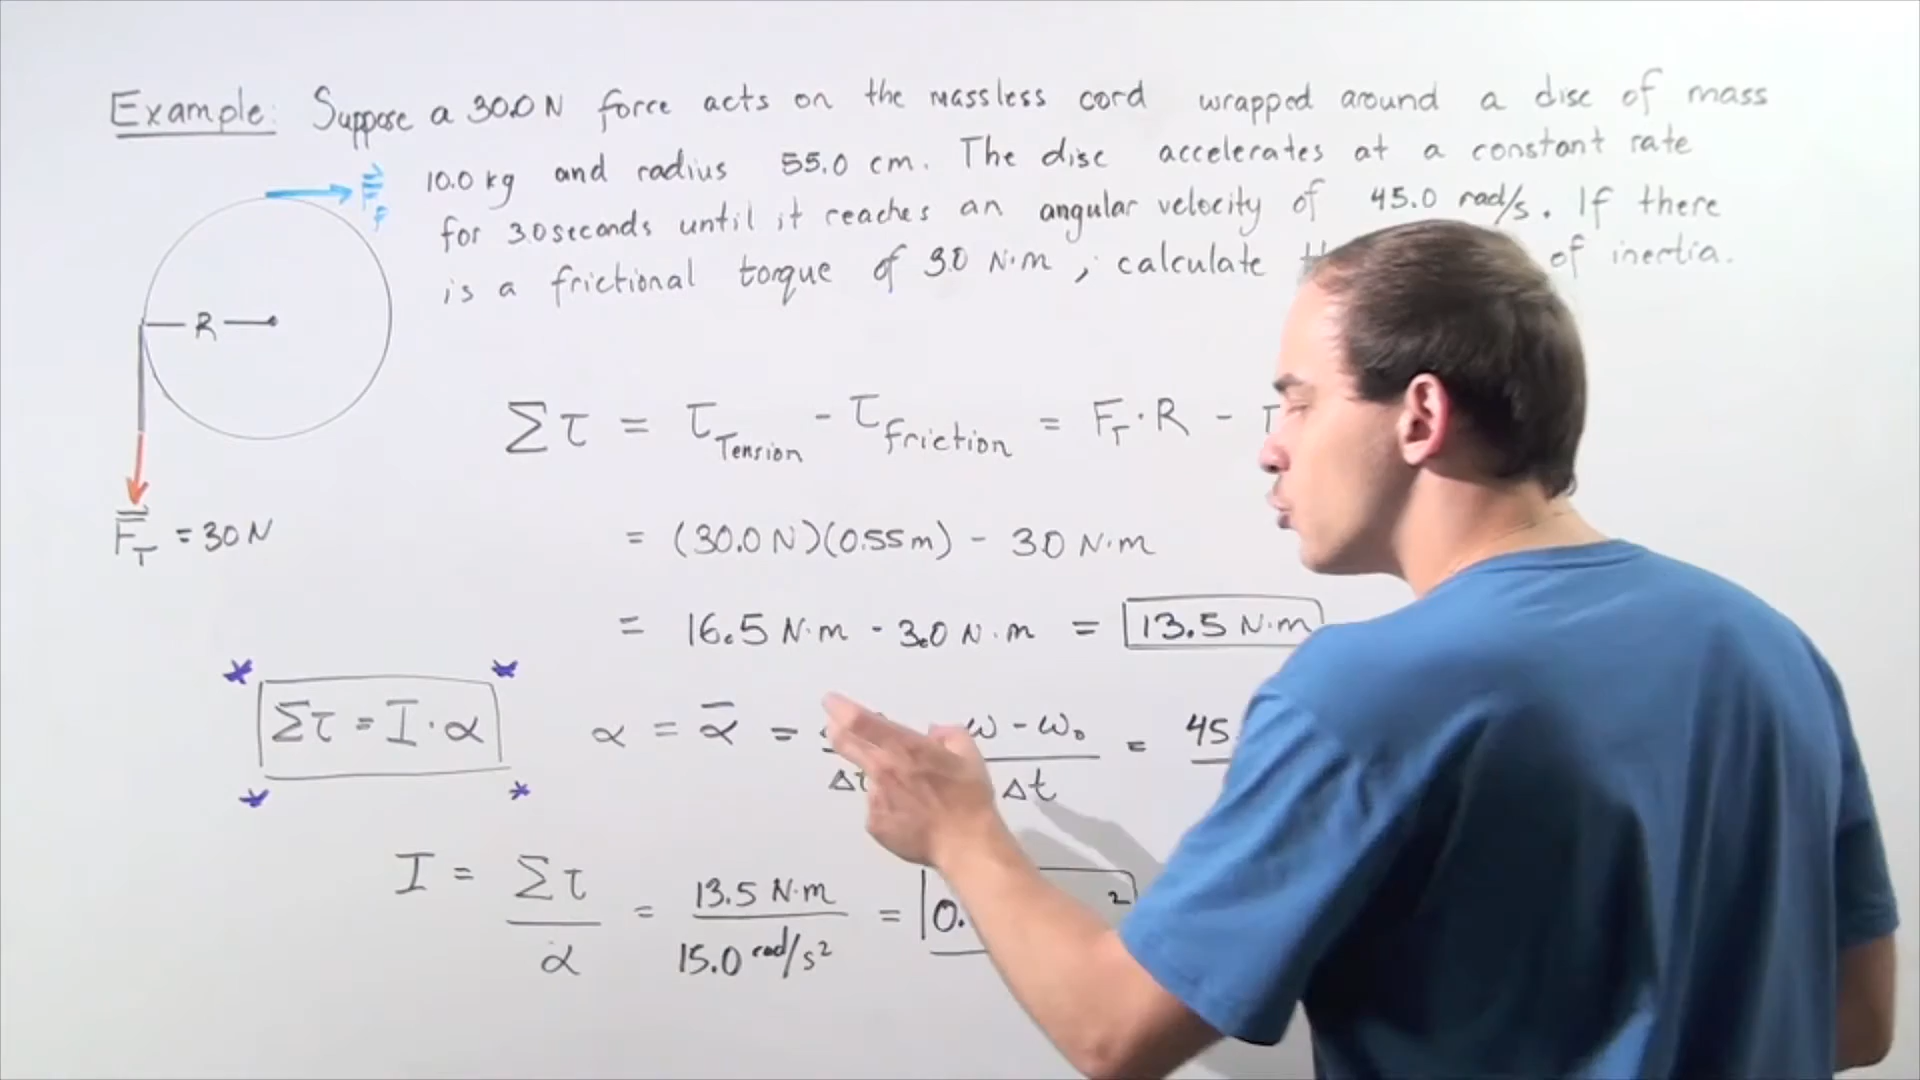 Example: Suppose a 30.0 N force acts on the massless cord wrapped around a disc of mass
10.0 kg and radius 55.0 cm. The disc accelerates at a constant rate
for 3.0 seconds until it reaches an angular velocity of 45.0 rad/s. If there
is a frictional torque of 3.0 N·m, calculate of inertia.
F_f
R
F_T = 30 N
Στ = τ_Tension - τ_friction = F_T · R -
= (30.0 N)(0.55 m) - 3.0 N·m
= 16.5 N·m - 3.0 N·m = 13.5 N·m
Στ = I · α
α = ᾱ = Δt ω - ω₀ / Δt = 45
I = Στ / α = 13.5 N·m / 15.0 rad/s² = 0. ²